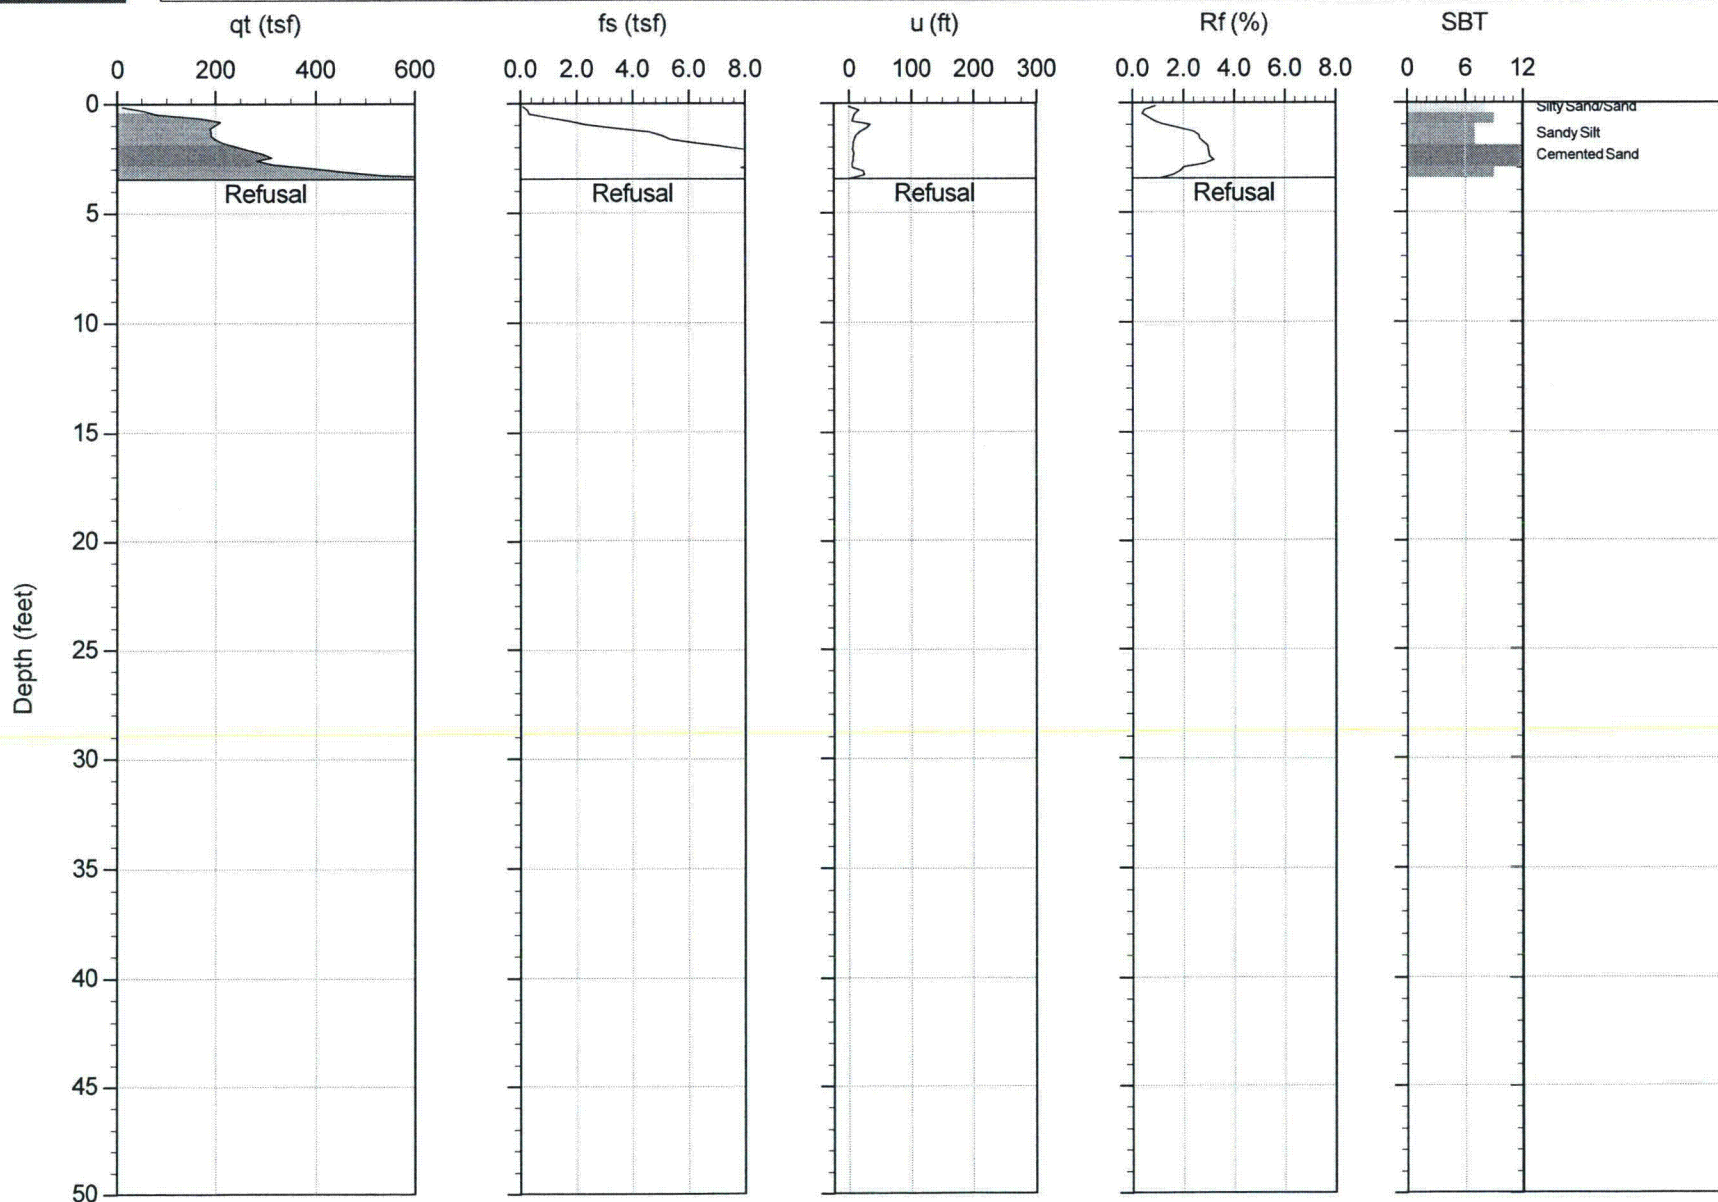 qt (tsf)
fs (tsf)
u (ft)
Rf (%)
SBT
0 200 400 600
0.0 2.0 4.0 6.0 8.0
0 100 200 300
0.0 2.0 4.0 6.0 8.0
0 6 12
0
5
10
15
20
25
30
35
40
45
50
Depth (feet)
Silty Sand/Sand
Sandy Silt
Cemented Sand
Refusal
Refusal
Refusal
Refusal